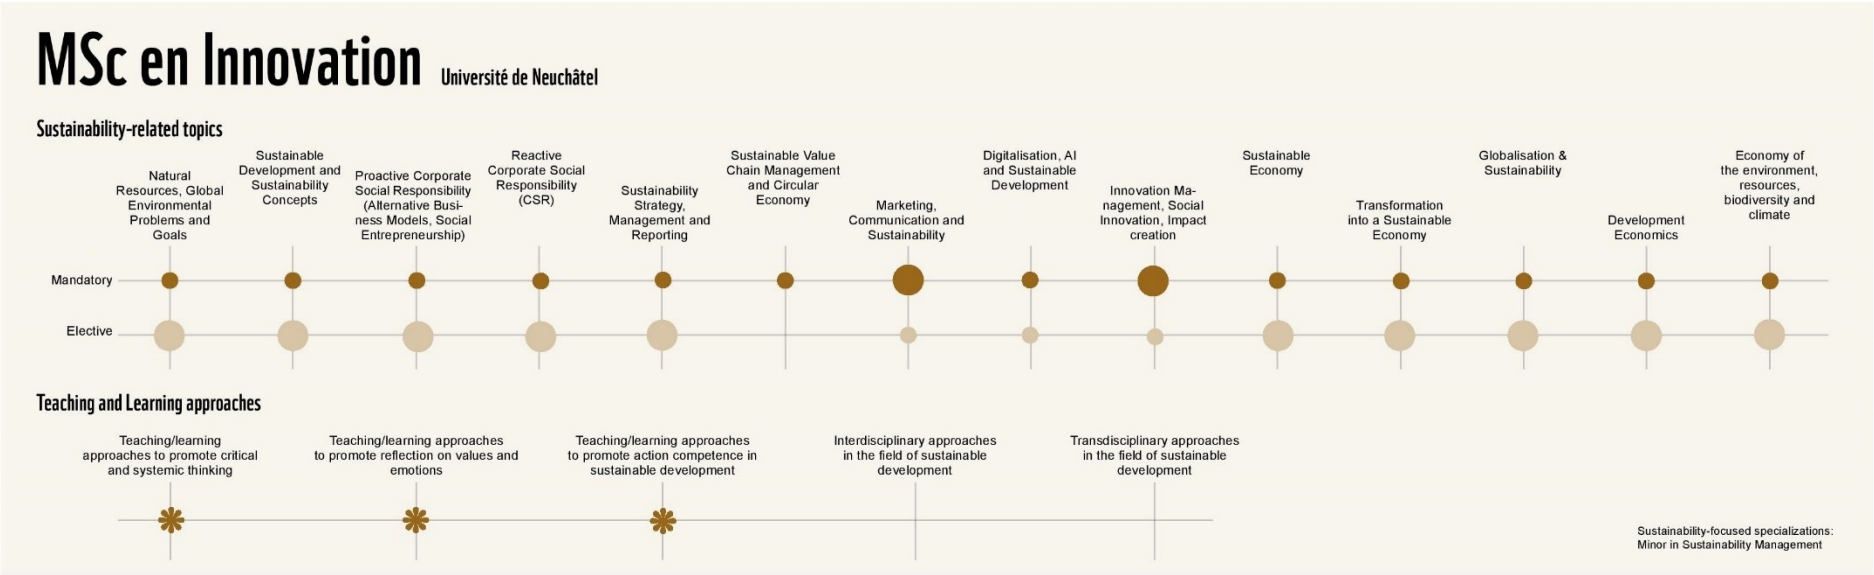 MSc en Innovation Université de Neuchâtel
Sustainability-related topics
Natural
Resources, Global
Environmental
Problems and
Goals
Sustainable
Development and
Sustainability
Concepts
Proactive Corporate
Social Responsibility
(Alternative Busi-
ness Models, Social
Entrepreneurship)
Reactive
Corporate Social
Responsibility
(CSR)
Sustainability
Strategy,
Management and
Reporting
Sustainable Value
Chain Management
and Circular
Economy
Marketing,
Communication and
Sustainability
Digitalisation, AI
and Sustainable
Development
Innovation Ma-
nagement, Social
Innovation, Impact
creation
Sustainable
Economy
Transformation
into a Sustainable
Economy
Globalisation &
Sustainability
Development
Economics
Economy of
the environment,
resources,
biodiversity and
climate
Mandatory
Elective
Teaching and Learning approaches
Teaching/learning
approaches to promote critical
and systemic thinking
Teaching/learning approaches
to promote reflection on values and
emotions
Teaching/learning approaches
to promote action competence in
sustainable development
Interdisciplinary approaches
in the field of sustainable
development
Transdisciplinary approaches
in the field of sustainable
development
Sustainability-focused specializations:
Minor in Sustainability Management